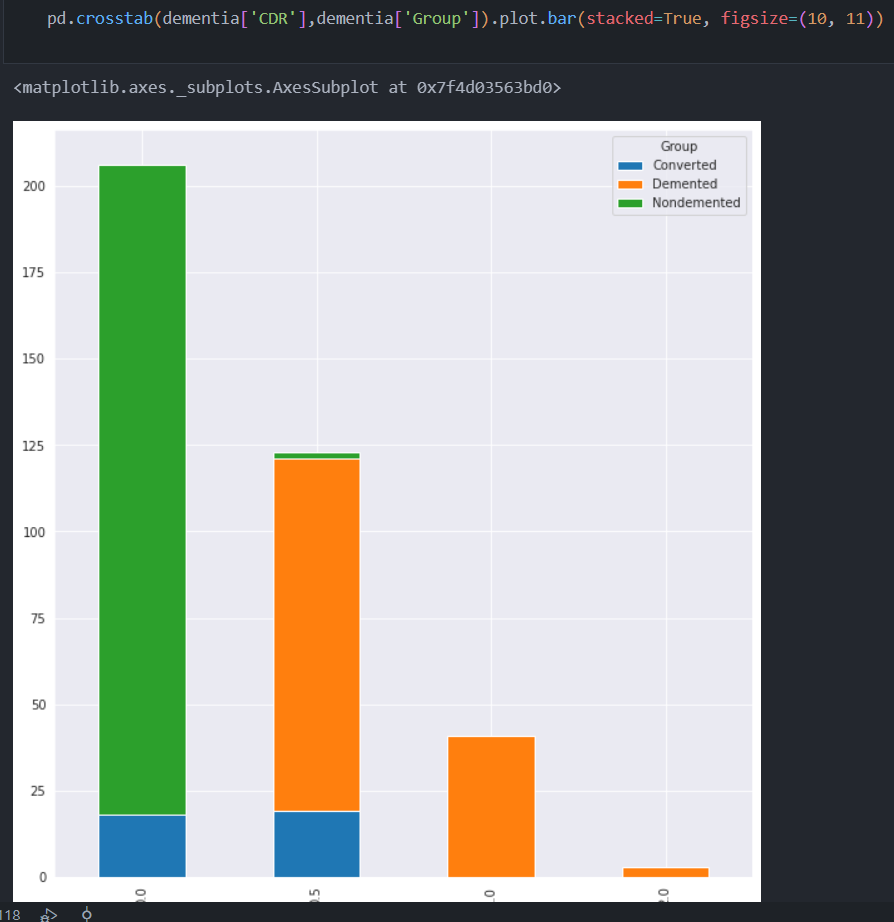 pd.crosstab(dementia['CDR'],dementia['Group']).plot.bar(stacked=True, figsize=(10, 11))
<matplotlib.axes._subplots.AxesSubplot at 0x7f4d03563bd0>
Group
Converted
Demented
Nondemented
200
175
150
125
100
75
50
25
0